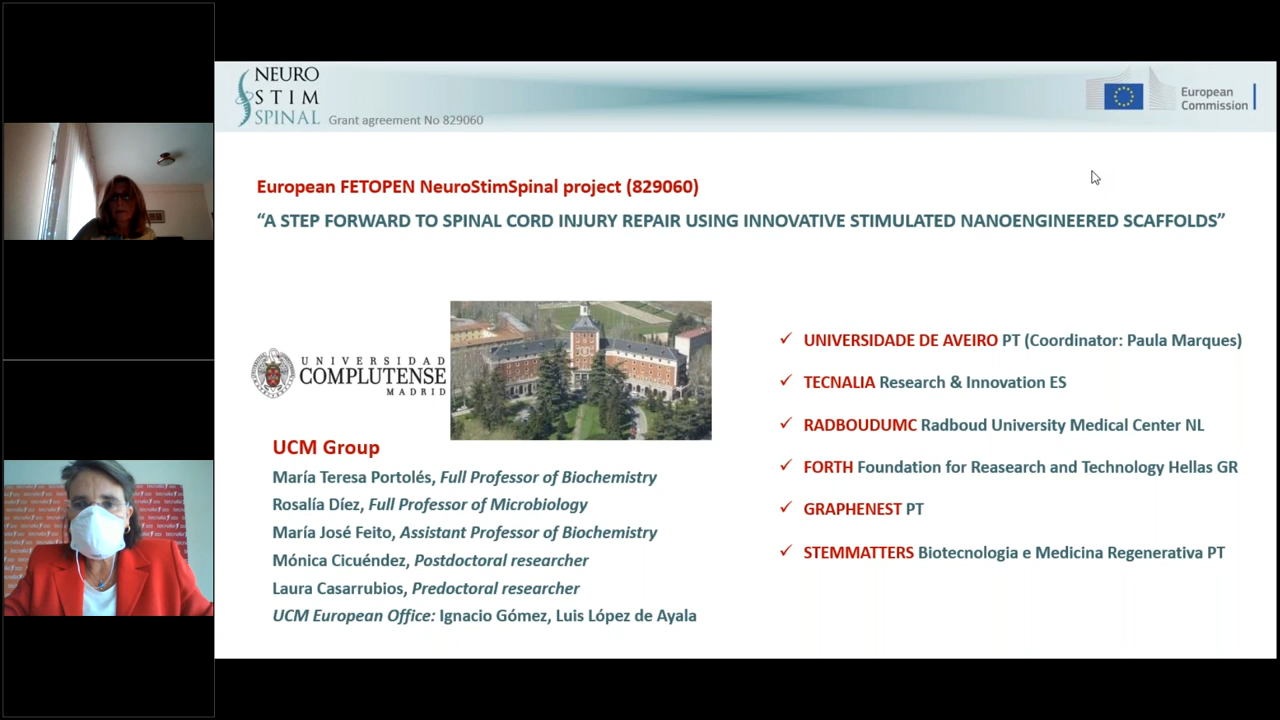 NEURO
STIM
SPINAL
Grant agreement No 829060
European
Commission
European FETOPEN NeuroStimSpinal project (829060)
“A STEP FORWARD TO SPINAL CORD INJURY REPAIR USING INNOVATIVE STIMULATED NANOENGINEERED SCAFFOLDS”
UNIVERSIDAD
COMPLUTENSE
MADRID
UCM Group
María Teresa Portolés, Full Professor of Biochemistry
Rosalía Díez, Full Professor of Microbiology
María José Feito, Assistant Professor of Biochemistry
Mónica Cicuéndez, Postdoctoral researcher
Laura Casarrubios, Predoctoral researcher
UCM European Office: Ignacio Gómez, Luis López de Ayala
✓ UNIVERSIDADE DE AVEIRO PT (Coordinator: Paula Marques)
✓ TECNALIA Research & Innovation ES
✓ RADBOUDUMC Radboud University Medical Center NL
✓ FORTH Foundation for Reasearch and Technology Hellas GR
✓ GRAPHENEST PT
✓ STEMMATTERS Biotecnologia e Medicina Regenerativa PT